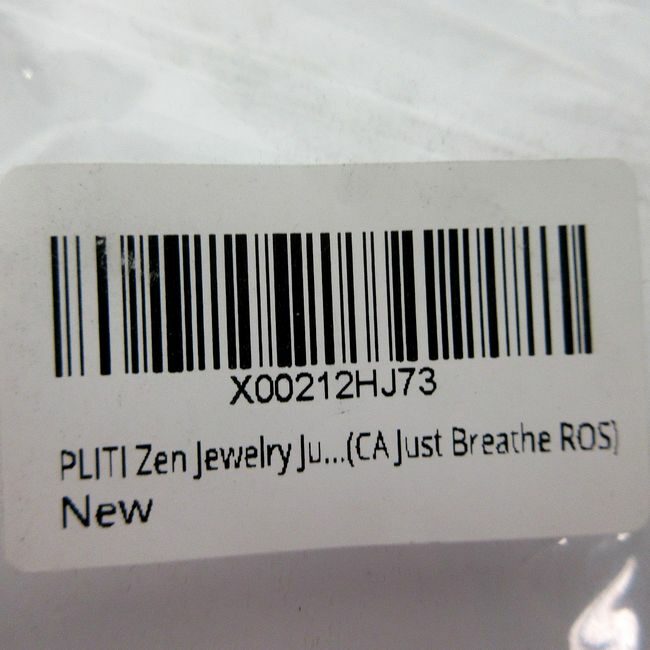 X00212HJ73
PLITI Zen Jewelry Ju...(CA Just Breathe ROS)
New